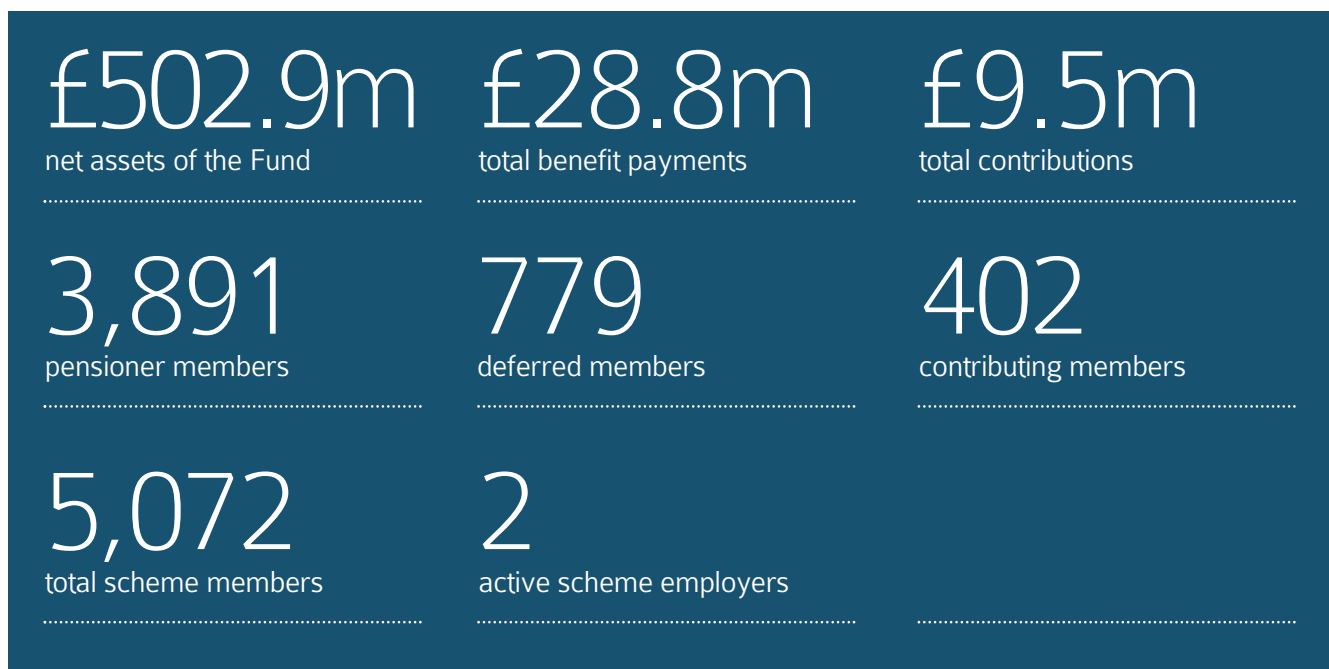 £502.9m
net assets of the Fund
£28.8m
total benefit payments
£9.5m
total contributions
3,891
pensioner members
779
deferred members
402
contributing members
5,072
total scheme members
2
active scheme employers